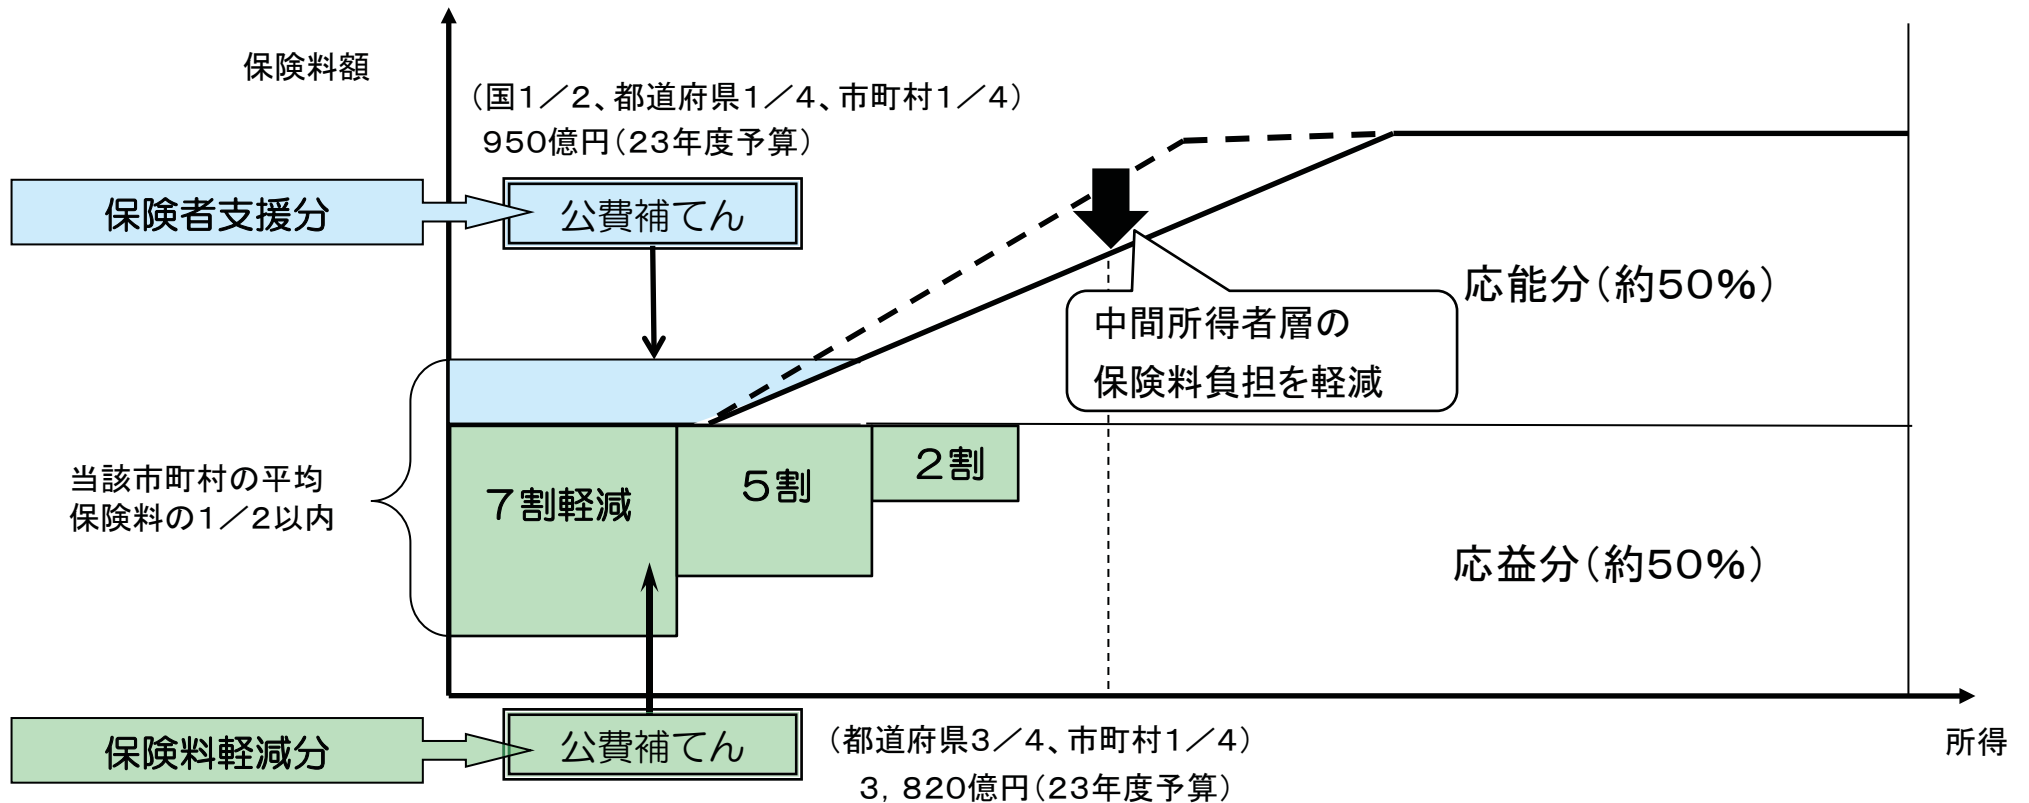 保険料額
（国１／２、都道府県１／４、市町村１／４）
９５０億円（２３年度予算）
保険者支援分
公費補てん
応能分（約５０％）
中間所得者層の
保険料負担を軽減
当該市町村の平均
保険料の１／２以内
７割軽減
５割
２割
応益分（約５０％）
保険料軽減分
公費補てん
（都道府県３／４、市町村１／４）
３，８２０億円（２３年度予算）
所得